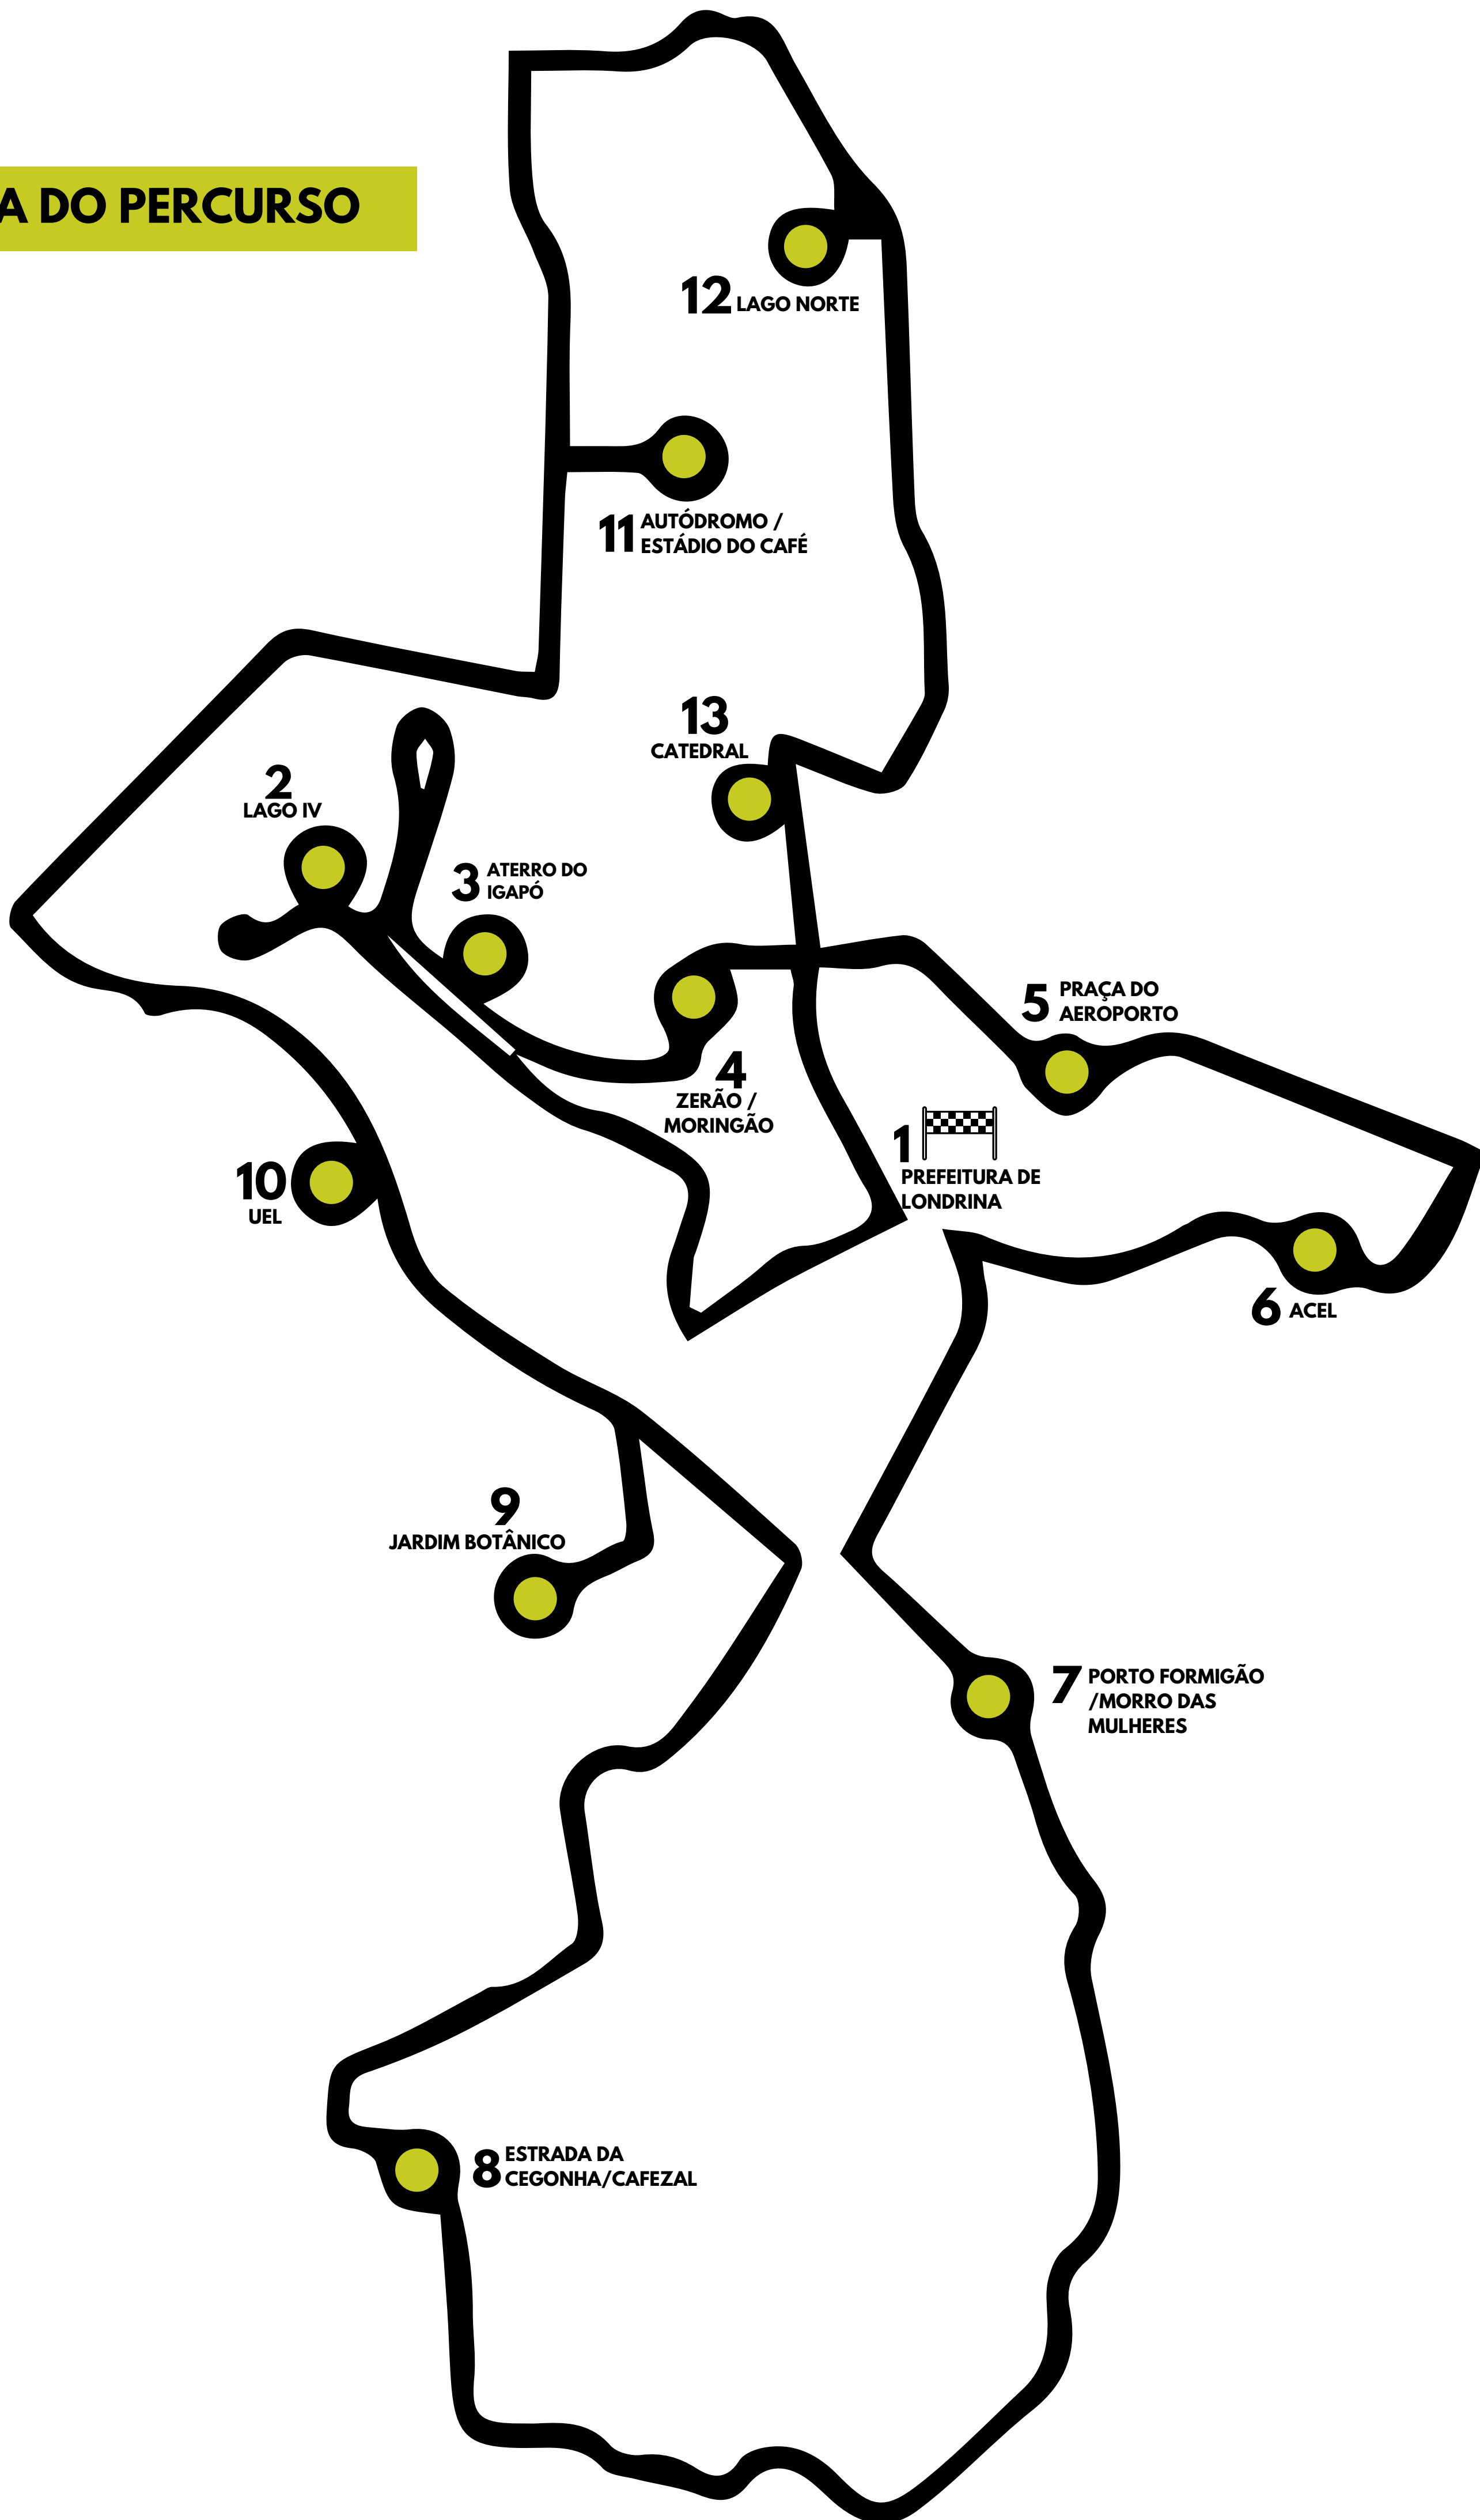 A DO PERCURSO
12 LAGO NORTE
11 AUTÓDROMO /
ESTÁDIO DO CAFÉ
13
CATEDRAL
2
LAGO IV
3 ATERRO DO
IGAPÓ
5 PRAÇA DO
AEROPORTO
4
ZERÃO /
MORINGÃO
1
PREFEITURA DE
LONDRINA
10
UEL
6 ACEL
9
JARDIM BOTÂNICO
7 PORTO FORMIGÃO
/MORRO DAS
MULHERES
8 ESTRADA DA
CEGONHA/CAFEZAL